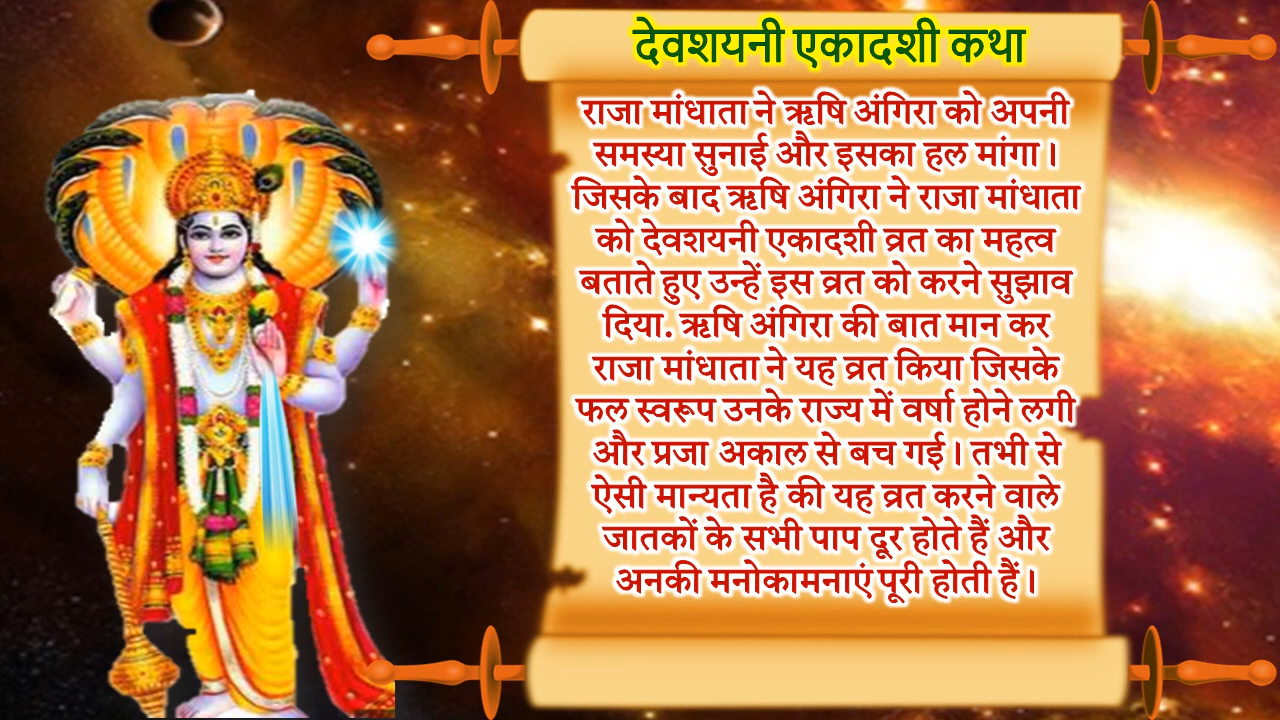 देवशयनी एकादशी कथा
राजा मांधाता ने ऋषि अंगिरा को अपनी
समस्या सुनाई और इसका हल मांगा।
जिसके बाद ऋषि अंगिरा ने राजा मांधाता
को देवशयनी एकादशी व्रत का महत्व
बताते हुए उन्हें इस व्रत को करने सुझाव
दिया. ऋषि अंगिरा की बात मान कर
राजा मांधाता ने यह व्रत किया जिसके
फल स्वरूप उनके राज्य में वर्षा होने लगी
और प्रजा अकाल से बच गई। तभी से
ऐसी मान्यता है की यह व्रत करने वाले
जातकों के सभी पाप दूर होते हैं और
अनकी मनोकामनाएं पूरी होती हैं।